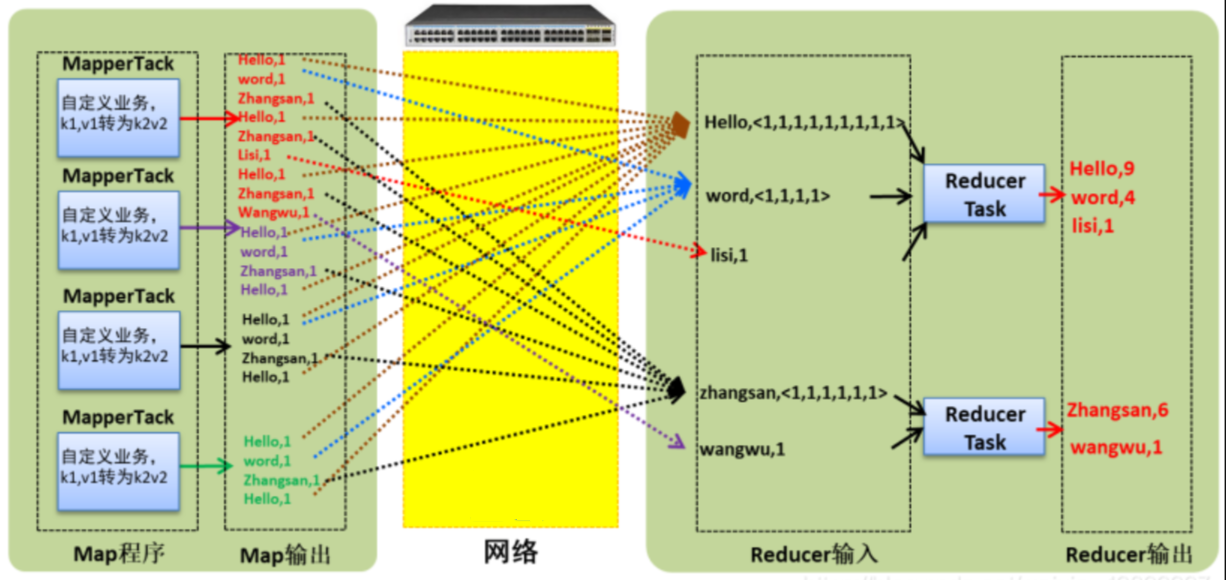 MapperTack
自定义业务，
k1,v1转为k2v2
MapperTack
自定义业务，
k1,v1转为k2v2
MapperTack
自定义业务，
k1,v1转为k2v2
MapperTack
自定义业务，
k1,v1转为k2v2
Map程序
Hello,1
word,1
Zhangsan,1
Hello,1
Zhangsan,1
Lisi,1
Hello,1
Zhangsan,1
Wangwu,1
Hello,1
word,1
Zhangsan,1
Hello,1
Hello,1
word,1
Zhangsan,1
Hello,1
Hello,1
word,1
Zhangsan,1
Hello,1
Map输出
网络
Hello,<1,1,1,1,1,1,1,1,1>
word,<1,1,1,1>
lisi,1
zhangsan,<1,1,1,1,1,1>
wangwu,1
Reducer输入
Reducer
Task
Reducer
Task
Hello,9
word,4
lisi,1
Zhangsan,6
wangwu,1
Reducer输出